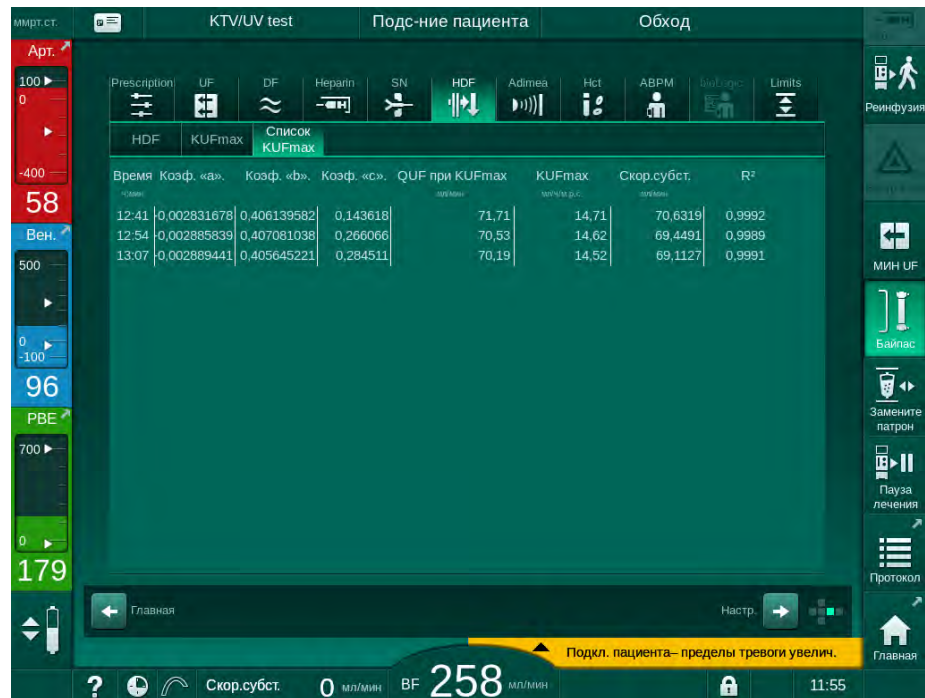 ммрт.ст.
KTV/UV test
Подс-ние пациента
Обход
Арт.
100
0
-400
58
Вен.
500
0
-100
96
PBE
700
0
179
Prescription UF DF Heparin SN HDF Adimea Hct ABPM bioLogic Limits
HDF KUFmax Список KUFmax
Время Коэф. «a». Коэф. «b». Коэф. «c». QUF при KUFmax KUFmax Скор.субст. R²
12:41 -0,002831678 0,406139582 0,143618 71,71 14,71 70,6319 0,9992
12:54 -0,002885839 0,407081038 0,266066 70,53 14,62 69,4491 0,9989
13:07 -0,002889441 0,405645221 0,284511 70,19 14,52 69,1127 0,9991
Главная
Настр.
Реинфузия
МИН UF
Байпас
Замените
патрон
Пауза
лечения
Протокол
Главная
Подкл. пациента– пределы тревоги увелич.
? Скор.субст. 0 мл/мин BF 258 мл/мин 11:55